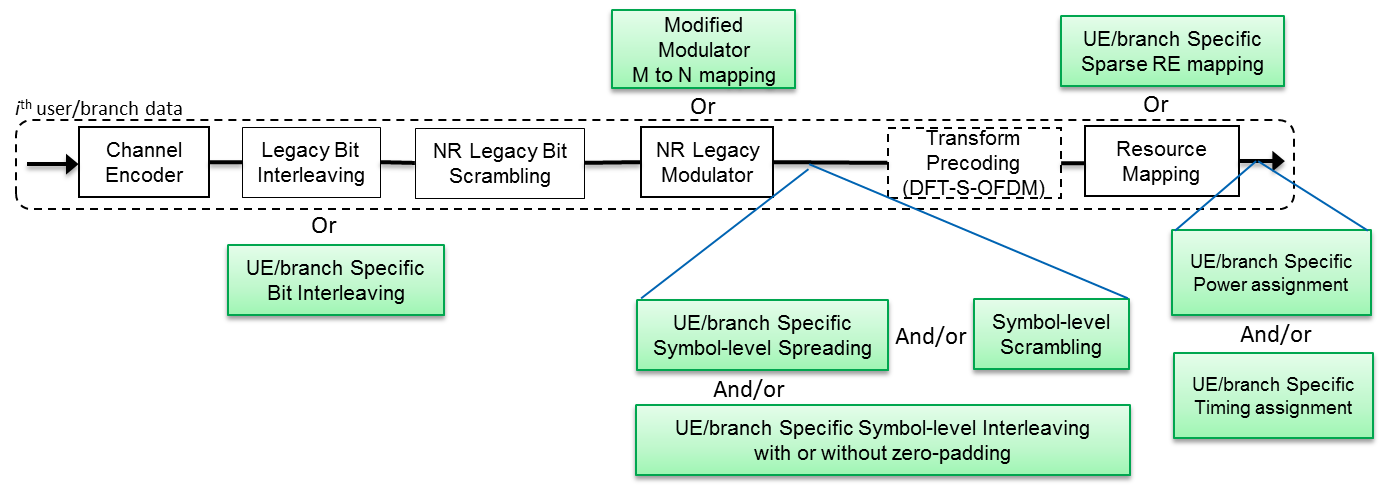 Modified
Modulator
M to N mapping
UE/branch Specific
Sparse RE mapping
Or
Or
ith user/branch data
Channel
Encoder
Legacy Bit
Interleaving
NR Legacy Bit
Scrambling
NR Legacy
Modulator
Transform
Precoding
(DFT-S-OFDM)
Resource
Mapping
Or
UE/branch Specific
Bit Interleaving
UE/branch Specific
Symbol-level Spreading
And/or
Symbol-level
Scrambling
And/or
UE/branch Specific Symbol-level Interleaving
with or without zero-padding
UE/branch Specific
Power assignment
And/or
UE/branch Specific
Timing assignment